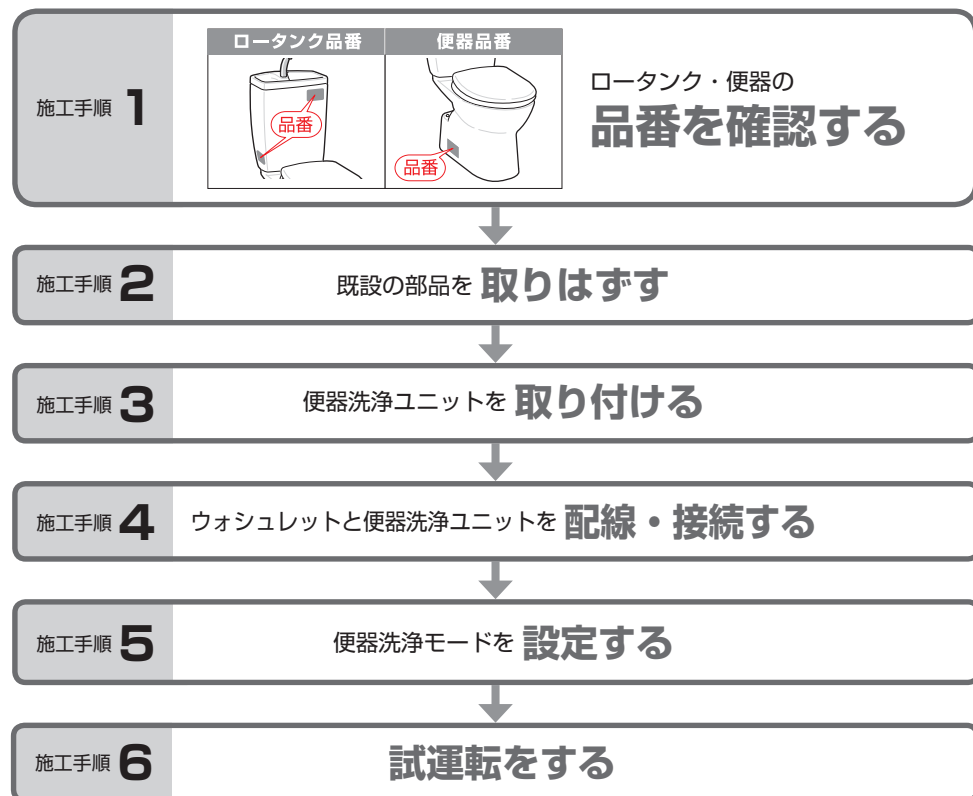 ロータンク品番 便器品番
品番
品番
施工手順 1
ロータンク・便器の
品番を確認する
施工手順 2
既設の部品を 取りはずす
施工手順 3
便器洗浄ユニットを 取り付ける
施工手順 4
ウォシュレットと便器洗浄ユニットを 配線・接続する
施工手順 5
便器洗浄モードを 設定する
施工手順 6
試運転をする